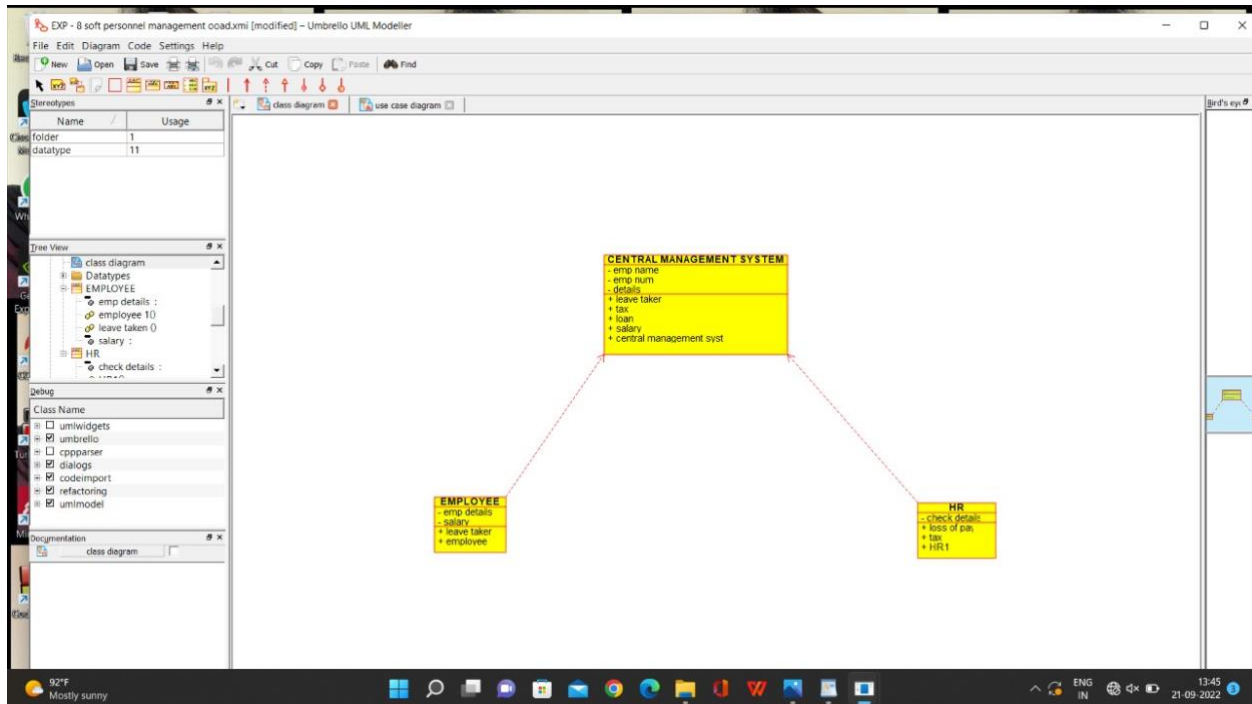 EXP - 8 soft personnel management ooad.xmi [modified] – Umbrello UML Modeller
File Edit Diagram Code Settings Help
New Open Save Cut Copy Paste Find
Stereotypes
class diagram use case diagram
Bird's eye
Name Usage
folder 1
datatype 11
Tree View
class diagram
Datatypes
EMPLOYEE
emp details :
employee 1()
leave taken ()
salary :
HR
check details :
Debug
Class Name
umlwidgets
umbrello
cppparser
dialogs
codeimport
refactoring
umlmodel
Documentation
class diagram
CENTRAL MANAGEMENT SYSTEM
- emp name
- emp num
- details
+ leave taker
+ tax
+ loan
+ salary
+ central management syst
EMPLOYEE
- emp details
- salary
+ leave taker
+ employee
HR
- check details
+ loss of pay
+ tax
+ HR1
92°F
Mostly sunny
ENG
IN
13:45
21-09-2022
3